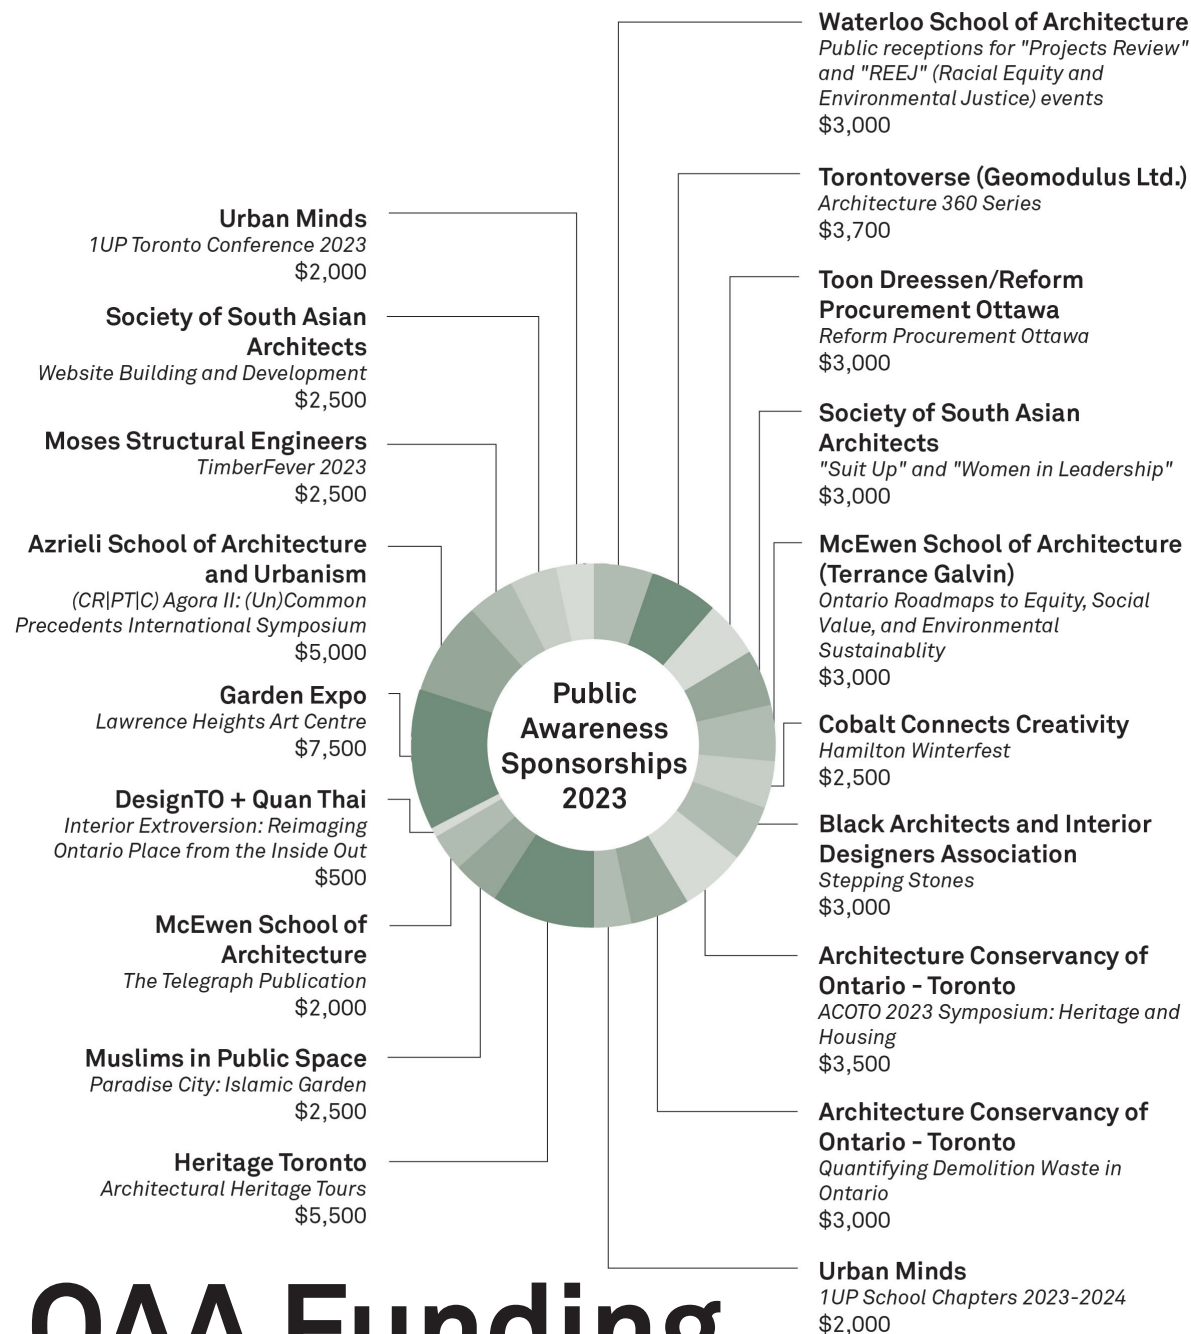 Waterloo School of Architecture
Public receptions for "Projects Review"
and "REEJ" (Racial Equity and
Environmental Justice) events
$3,000
Torontoverse (Geomodulus Ltd.)
Architecture 360 Series
$3,700
Toon Dreessen/Reform
Procurement Ottawa
Reform Procurement Ottawa
$3,000
Society of South Asian
Architects
"Suit Up" and "Women in Leadership"
$3,000
McEwen School of Architecture
(Terrance Galvin)
Ontario Roadmaps to Equity, Social
Value, and Environmental
Sustainablity
$3,000
Cobalt Connects Creativity
Hamilton Winterfest
$2,500
Black Architects and Interior
Designers Association
Stepping Stones
$3,000
Architecture Conservancy of
Ontario - Toronto
ACOTO 2023 Symposium: Heritage and
Housing
$3,500
Architecture Conservancy of
Ontario - Toronto
Quantifying Demolition Waste in
Ontario
$3,000
Urban Minds
1UP School Chapters 2023-2024
$2,000
Urban Minds
1UP Toronto Conference 2023
$2,000
Society of South Asian
Architects
Website Building and Development
$2,500
Moses Structural Engineers
TimberFever 2023
$2,500
Azrieli School of Architecture
and Urbanism
(CR|PT|C) Agora II: (Un)Common
Precedents International Symposium
$5,000
Garden Expo
Lawrence Heights Art Centre
$7,500
DesignTO + Quan Thai
Interior Extroversion: Reimaging
Ontario Place from the Inside Out
$500
McEwen School of
Architecture
The Telegraph Publication
$2,000
Muslims in Public Space
Paradise City: Islamic Garden
$2,500
Heritage Toronto
Architectural Heritage Tours
$5,500
Public
Awareness
Sponsorships
2023
OAA Funding